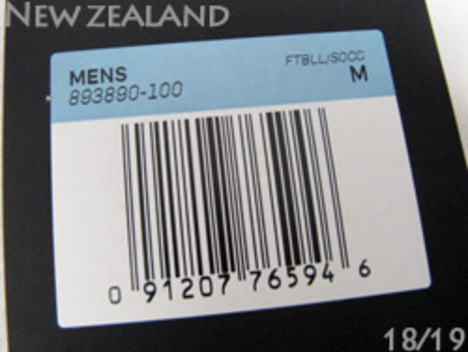 NEW ZEALAND
MENS
893890-100
FTBLL/SOCC
M
0 91207 76594 6
18/19